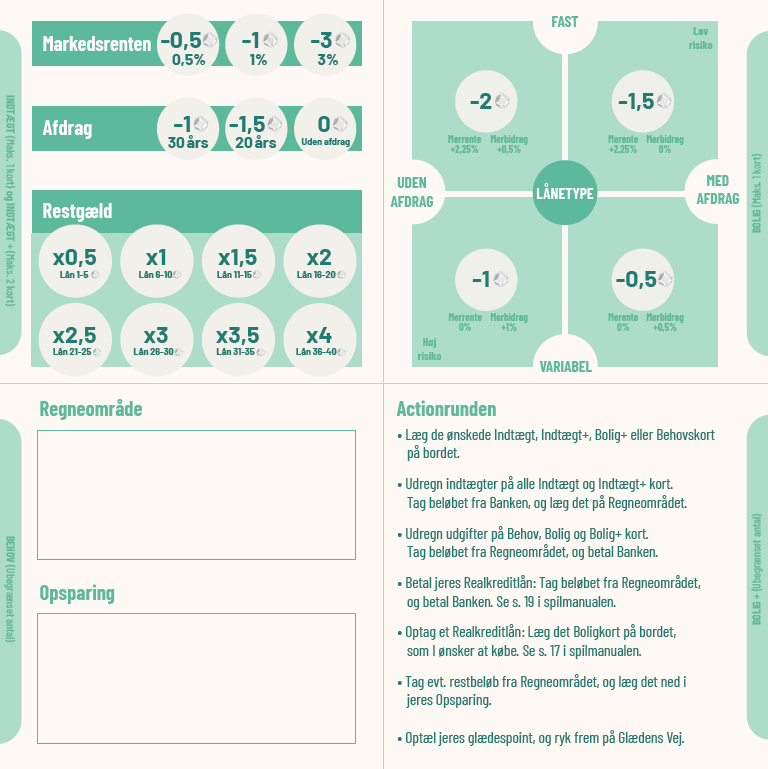 INDTÆGT (Maks. 1 kort) og INDTÆGT + (Maks. 2 kort)
Markedsrenten
-0,5
0,5%
-1
1%
-3
3%
Afdrag
-1
30 års
-1,5
20 års
0
Uden afdrag
Restgæld
x0,5
Lån 1-5
x1
Lån 6-10
x1,5
Lån 11-15
x2
Lån 16-20
x2,5
Lån 21-25
x3
Lån 26-30
x3,5
Lån 31-35
x4
Lån 36-40
FAST
Lav
risiko
-2
Merrente
+2,25%
Merbidrag
+0,5%
-1,5
Merrente
+2,25%
Merbidrag
0%
UDEN
AFDRAG
LÅNETYPE
MED
AFDRAG
-1
Merrente
0%
Merbidrag
+1%
-0,5
Merrente
0%
Merbidrag
+0,5%
Høj
risiko
VARIABEL
BOLIG (Maks. 1 kort)
BEHOV (Ubegrænset antal)
Regneområde
Opsparing
Actionrunden
• Læg de ønskede Indtægt, Indtægt+, Bolig+ eller Behovskort
på bordet.
• Udregn indtægter på alle Indtægt og Indtægt+ kort.
Tag beløbet fra Banken, og læg det på Regneområdet.
• Udregn udgifter på Behov, Bolig og Bolig+ kort.
Tag beløbet fra Regneområdet, og betal Banken.
• Betal jeres Realkreditlån: Tag beløbet fra Regneområdet,
og betal Banken. Se s. 19 i spilmanualen.
• Optag et Realkreditlån: Læg det Boligkort på bordet,
som I ønsker at købe. Se s. 17 i spilmanualen.
• Tag evt. restbeløb fra Regneområdet, og læg det ned i
jeres Opsparing.
• Optæl jeres glædespoint, og ryk frem på Glædens Vej.
BOLIG + (Ubegrænset antal)